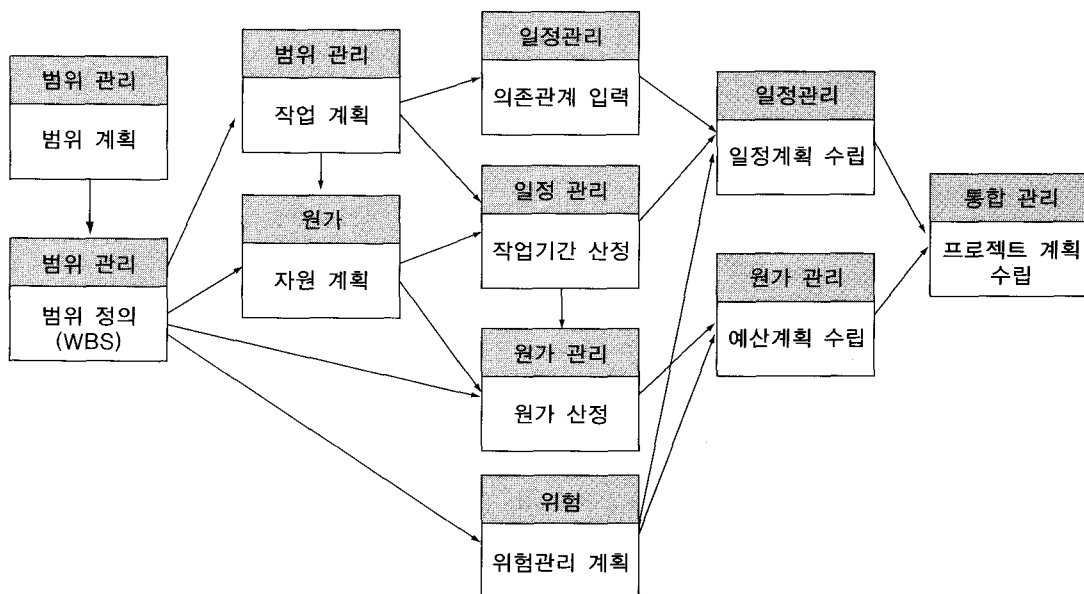 범위 관리
범위 계획
범위 관리
범위 정의
(WBS)
범위 관리
작업 계획
원가
자원 계획
일정관리
의존관계 입력
일정 관리
작업기간 산정
원가 관리
원가 산정
위험
위험관리 계획
일정관리
일정계획 수립
원가 관리
예산계획 수립
통합 관리
프로젝트 계획
수립